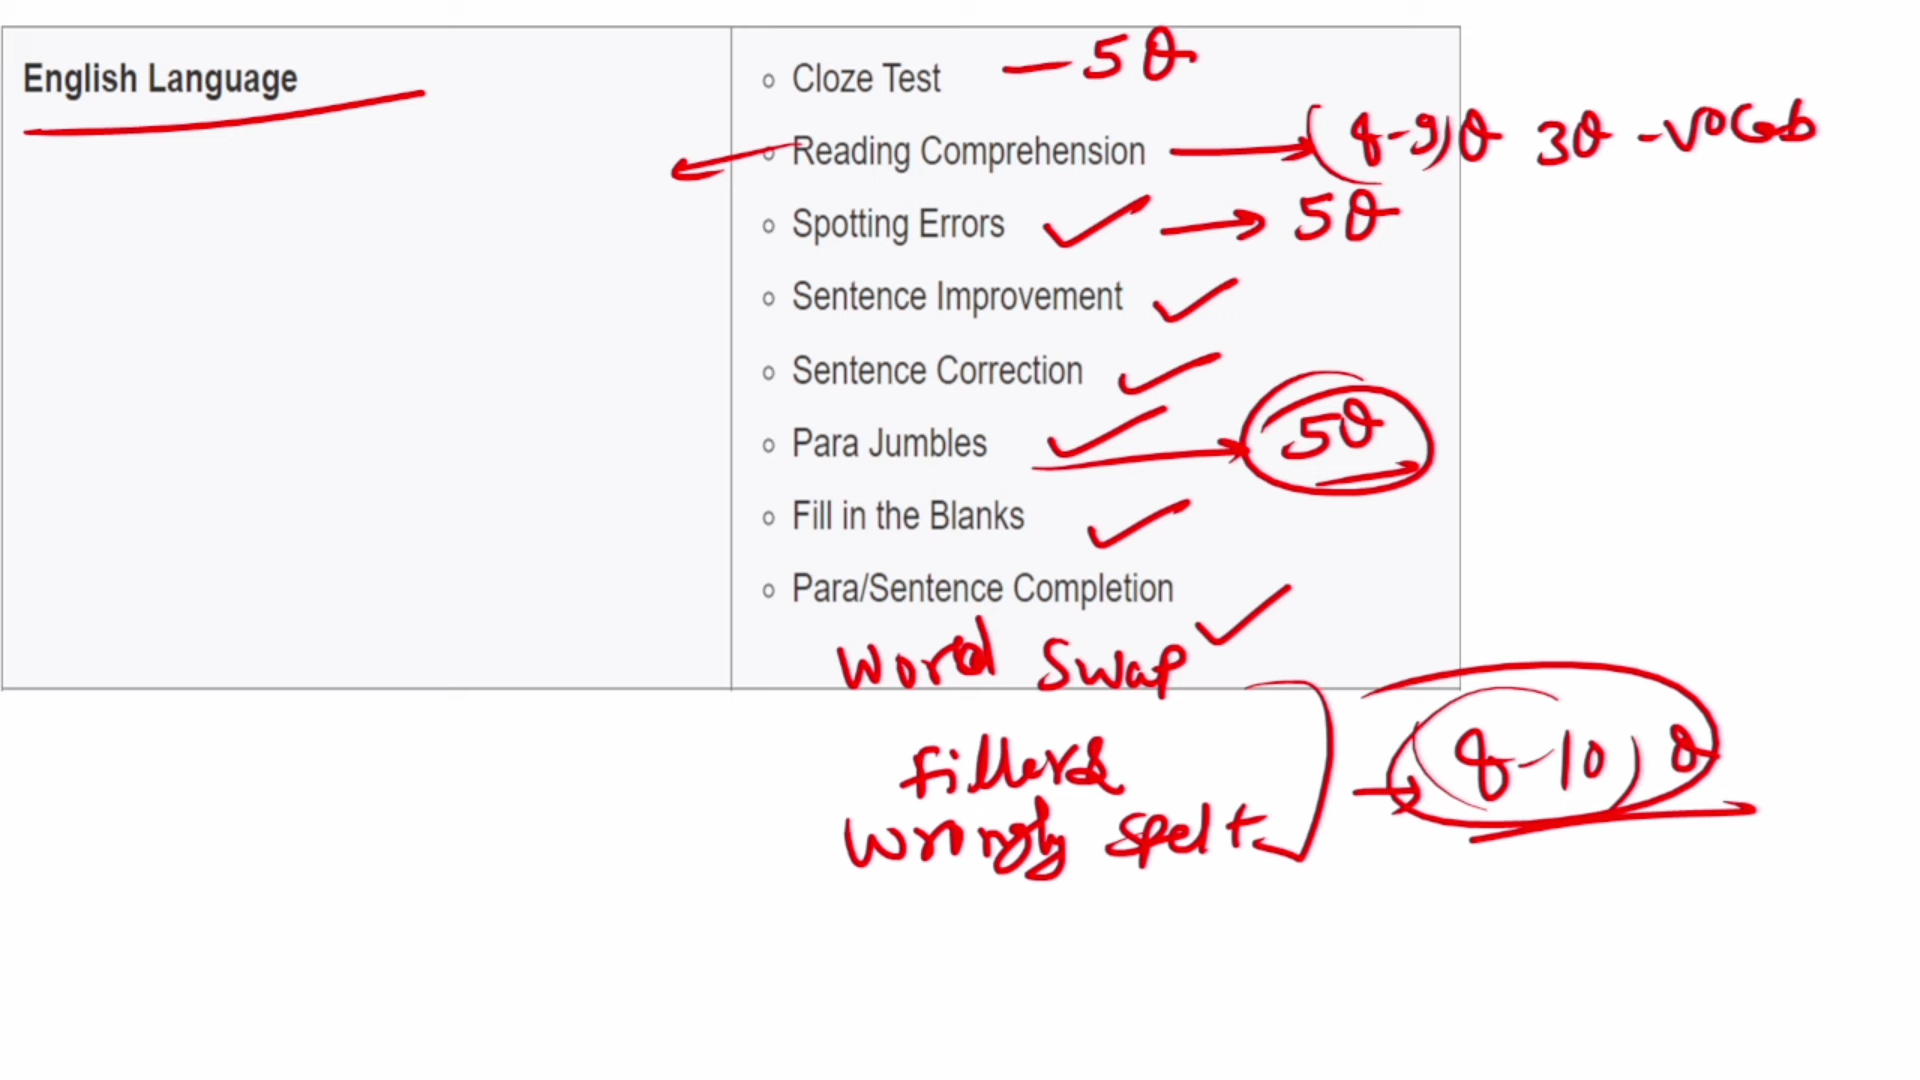 English Language
Cloze Test - 5Q
Reading Comprehension (8-9)Q 3Q - Vocab
Spotting Errors 5Q
Sentence Improvement
Sentence Correction
Para Jumbles 5Q
Fill in the Blanks
Para/Sentence Completion
Word Swap
Fillers
Wrongly Spelt
(8-10) Q